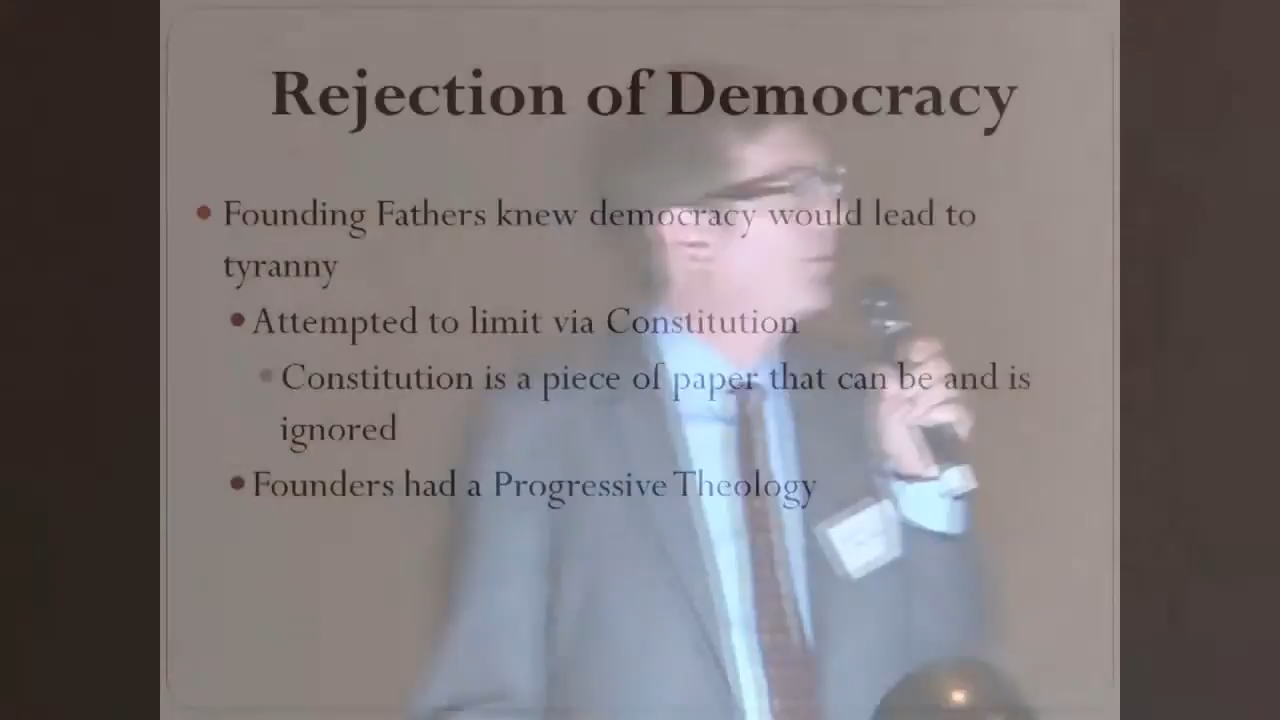 Rejection of Democracy
• Founding Fathers knew democracy would lead to
tyranny
• Attempted to limit via Constitution
• Constitution is a piece of paper that can be and is
ignored
• Founders had a Progressive Theology